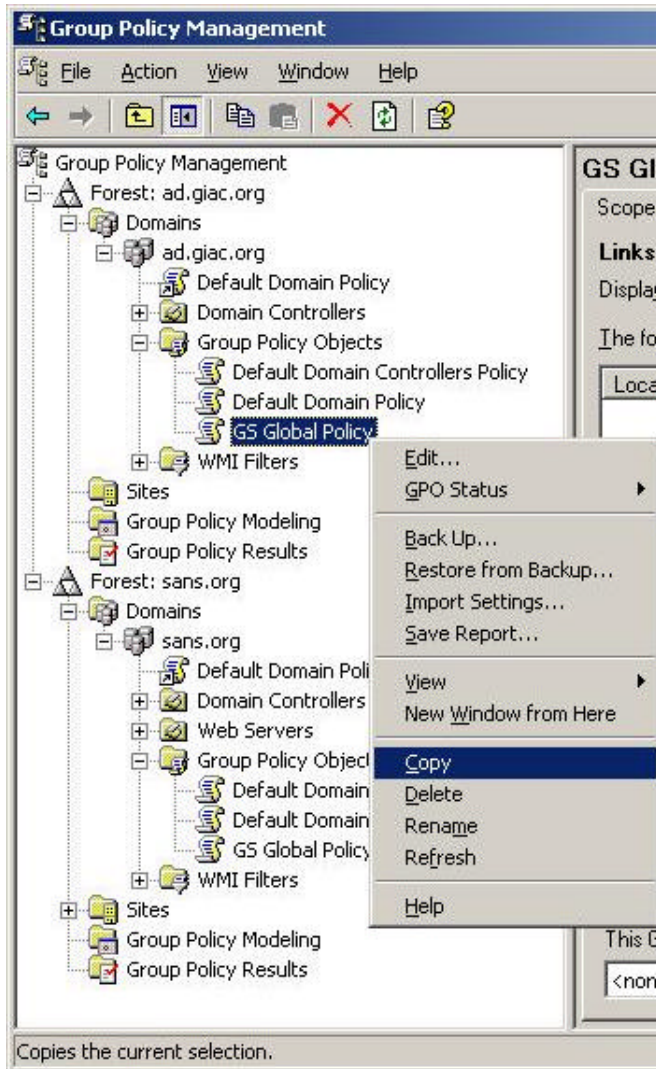 Group Policy Management
File Action View Window Help
Group Policy Management
Forest: ad.giac.org
Domains
ad.giac.org
Default Domain Policy
Domain Controllers
Group Policy Objects
Default Domain Controllers Policy
Default Domain Policy
GS Global Policy
WMI Filters
Sites
Group Policy Modeling
Group Policy Results
Forest: sans.org
Domains
sans.org
Default Domain Poli
Domain Controllers
Web Servers
Group Policy Object
Default Domain
Default Domain
GS Global Policy
WMI Filters
Sites
Group Policy Modeling
Group Policy Results
Edit...
GPO Status
Back Up...
Restore from Backup...
Import Settings...
Save Report...
View
New Window from Here
Copy
Delete
Rename
Refresh
Help
GS Gl
Scope
Links
Display
The fo
Loca
This G
<non
Copies the current selection.